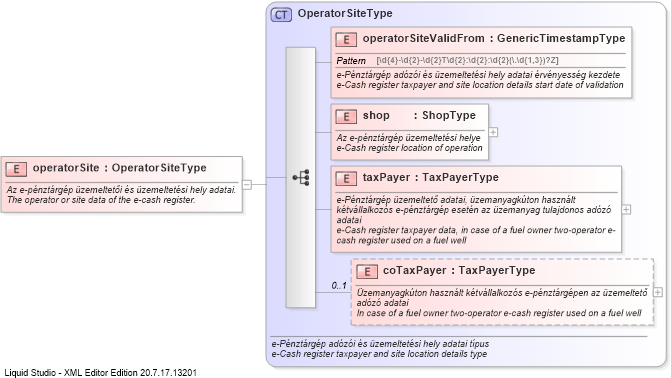 CT OperatorSiteType
E operatorSiteValidFrom : GenericTimestampType
Pattern [\d{4}-\d{2}-\d{2}T\d{2}:\d{2}:\d{2}(\.\d{1,3})?Z]
e-Pénztárgép adózói és üzemeltetési hely adatai érvényesség kezdete
e-Cash register taxpayer and site location details start date of validation
E shop : ShopType
Az e-pénztárgép üzemeltetési helye
e-Cash register location of operation
E operatorSite : OperatorSiteType
Az e-pénztárgép üzemeltetői és üzemeltetési hely adatai.
The operator or site data of the e-cash register.
E taxPayer : TaxPayerType
e-Pénztárgép üzemeltető adatai, üzemanyagkúton használt
kétvállalkozós e-pénztárgép esetén az üzemanyag tulajdonos adózó
adatai
e-Cash register taxpayer data, in case of a fuel owner two-operator e-
cash register used on a fuel well
E coTaxPayer : TaxPayerType
0..1
Üzemanyagkúton használt kétvállalkozós e-pénztárgépen az üzemeltető
adózó adatai
In case of a fuel owner two-operator e-cash register used on a fuel well
e-Pénztárgép adózói és üzemeltetési hely adatai típus
e-Cash register taxpayer and site location details type
Liquid Studio - XML Editor Edition 20.7.17.13201